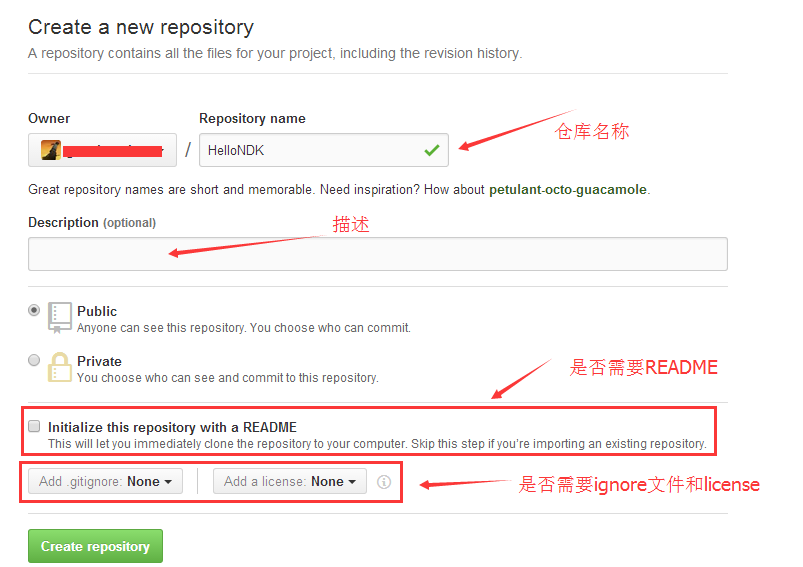 Create a new repository
A repository contains all the files for your project, including the revision history.
Owner
Repository name
/
HelloNDK
仓库名称
Great repository names are short and memorable. Need inspiration? How about petulant-octo-guacamole.
Description (optional)
描述
Public
Anyone can see this repository. You choose who can commit.
Private
You choose who can see and commit to this repository.
是否需要README
Initialize this repository with a README
This will let you immediately clone the repository to your computer. Skip this step if you're importing an existing repository.
Add .gitignore: None
Add a license: None
是否需要ignore文件和license
Create repository